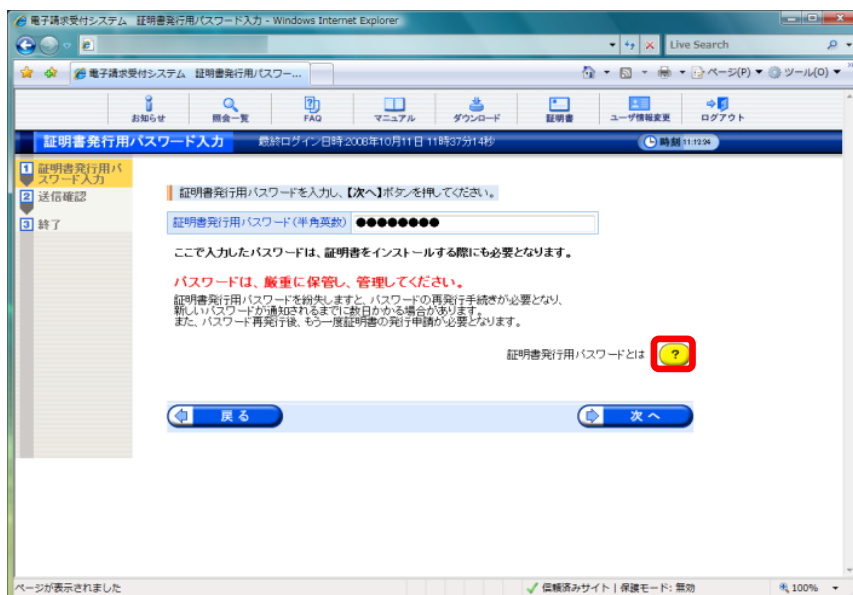 電子請求受付システム 証明書発行用パスワード入力 - Windows Internet Explorer
Live Search
電子請求受付システム 証明書発行用パスワー...
ページ(P) ツール(O)
お知らせ 照会一覧 FAQ マニュアル ダウンロード 証明書 ユーザ情報変更 ログアウト
証明書発行用パスワード入力 最終ログイン日時:2008年10月11日 11時37分14秒 時刻 11:12:94
1 証明書発行用パスワード入力
2 送信確認
3 終了
証明書発行用パスワードを入力し、【次へ】ボタンを押してください。
証明書発行用パスワード(半角英数) ●●●●●●●●
ここで入力したパスワードは、証明書をインストールする際にも必要となります。
パスワードは、厳重に保管し、管理してください。
証明書発行用パスワードを紛失しますと、パスワードの再発行手続きが必要となり、
新しいパスワードが通知されるまでに数日かかる場合があります。
また、パスワード再発行後、もう一度証明書の発行申請が必要となります。
証明書発行用パスワードとは ?
戻る 次へ
ページが表示されました 信頼済みサイト | 保護モード: 無効 100%